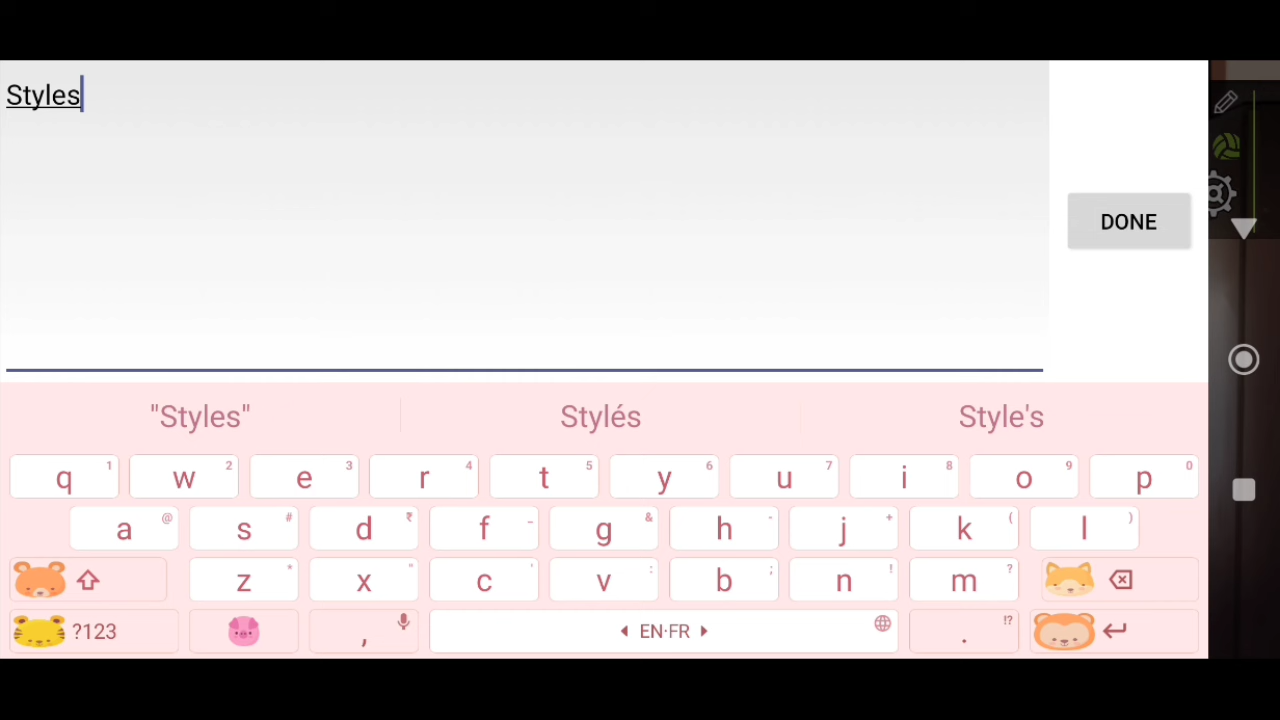 Styles
DONE
"Styles" Stylés Style's
q 1 w 2 e 3 r 4 t 5 y 6 u 7 i 8 o 9 p 0
a @ s # d ₹ f _ g & h - j + k ( l )
z * x " c ' v : b ; n ! m ?
?123 , EN·FR . !?